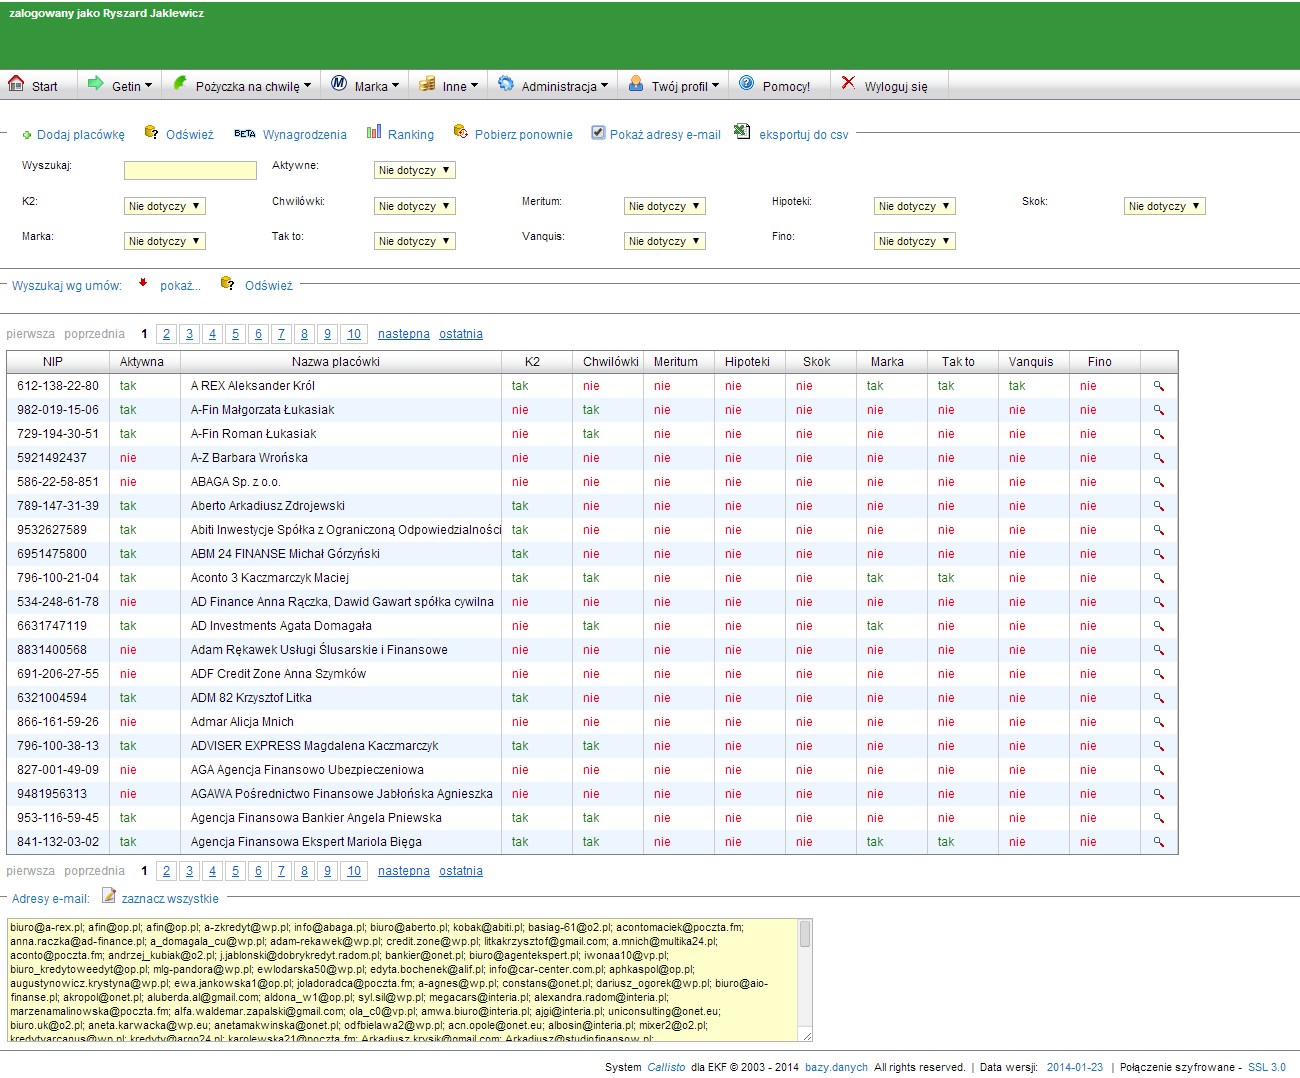 zalogowany jako Ryszard Jaklewicz
Start Getin Pożyczka na chwilę Marka Inne Administracja Twój profil Pomocy! Wyloguj się
Dodaj placówkę Odśwież BETA Wynagrodzenia Ranking Pobierz ponownie Pokaż adresy e-mail eksportuj do csv
Wyszukaj: Aktywne: Nie dotyczy
K2: Nie dotyczy Chwilówki: Nie dotyczy Meritum: Nie dotyczy Hipoteki: Nie dotyczy Skok: Nie dotyczy
Marka: Nie dotyczy Tak to: Nie dotyczy Vanquis: Nie dotyczy Fino: Nie dotyczy
Wyszukaj wg umów: pokaż... Odśwież
pierwsza poprzednia 1 2 3 4 5 6 7 8 9 10 następna ostatnia
NIP Aktywna Nazwa placówki K2 Chwilówki Meritum Hipoteki Skok Marka Tak to Vanquis Fino
612-138-22-80 tak A REX Aleksander Król tak nie nie nie nie tak tak tak nie
982-019-15-06 tak A-Fin Małgorzata Łukasiak nie tak nie nie nie nie nie nie nie
729-194-30-51 tak A-Fin Roman Łukasiak nie tak nie nie nie nie nie nie nie
5921492437 nie A-Z Barbara Wrońska nie nie nie nie nie nie nie nie nie
586-22-58-851 nie ABAGA Sp. z o.o. nie nie nie nie nie nie nie nie nie
789-147-31-39 tak Aberto Arkadiusz Zdrojewski tak nie nie nie nie nie nie nie nie
9532627589 tak Abiti Inwestycje Spółka z Ograniczoną Odpowiedzialności tak nie nie nie nie nie nie nie nie
6951475800 tak ABM 24 FINANSE Michał Górzyński tak nie nie nie nie nie nie nie nie
796-100-21-04 tak Aconto 3 Kaczmarczyk Maciej tak tak nie nie nie tak tak nie nie
534-248-61-78 nie AD Finance Anna Rączka, Dawid Gawart spółka cywilna nie nie nie nie nie nie nie nie nie
6631747119 tak AD Investments Agata Domagała nie tak nie nie nie tak nie nie nie
8831400568 nie Adam Rękawek Usługi Ślusarskie i Finansowe nie nie nie nie nie nie nie nie nie
691-206-27-55 nie ADF Credit Zone Anna Szymków nie nie nie nie nie nie nie nie nie
6321004594 tak ADM 82 Krzysztof Litka tak nie nie nie nie nie nie nie nie
866-161-59-26 nie Admar Alicja Mnich nie nie nie nie nie nie nie nie nie
796-100-38-13 tak ADVISER EXPRESS Magdalena Kaczmarczyk tak tak nie nie nie nie nie nie nie
827-001-49-09 nie AGA Agencja Finansowo Ubezpieczeniowa nie nie nie nie nie nie nie nie nie
9481956313 nie AGAWA Pośrednictwo Finansowe Jabłońska Agnieszka nie nie nie nie nie nie nie nie nie
953-116-59-45 tak Agencja Finansowa Bankier Angela Pniewska tak tak nie nie nie nie nie nie nie
841-132-03-02 tak Agencja Finansowa Ekspert Mariola Bięga tak tak nie nie nie tak tak nie nie
pierwsza poprzednia 1 2 3 4 5 6 7 8 9 10 następna ostatnia
Adresy e-mail: zaznacz wszystkie
biuro@a-rex.pl; afin@op.pl; afin@op.pl; a-zkredyt@wp.pl; info@abaga.pl; biuro@aberto.pl; kobak@abiti.pl; basiag-61@o2.pl; acontomaciek@poczta.fm;
anna.raczka@ad-finance.pl; a_domagala_cu@wp.pl; adam-rekawek@wp.pl; credit.zone@wp.pl; litkakrzysztof@gmail.com; a.mnich@multika24.pl;
aconto@poczta.fm; andrzej_kubiak@o2.pl; j.jablonski@dobrykredyt.radom.pl; bankier@onet.pl; biuro@agentekspert.pl; iwonaa10@vp.pl;
biuro_kredytoweedyt@op.pl; mlg-pandora@wp.pl; ewlodarska50@wp.pl; edyta.bochenek@alif.pl; info@car-center.com.pl; aphkaspol@op.pl;
augustynowicz.krystyna@wp.pl; ewa.jankowska1@op.pl; joladoradca@poczta.fm; a-agnes@wp.pl; constans@onet.pl; dariusz_ogorek@wp.pl; biuro@aio-
finanse.pl; akropol@onet.pl; aluberda.al@gmail.com; aldona_w1@op.pl; syl.sil@wp.pl; megacars@interia.pl; alexandra.radom@interia.pl;
marzenamalinowska@poczta.fm; alfa.waldemar.zapalski@gmail.com; ola_c0@vp.pl; amwa.biuro@interia.pl; ajgi@interia.pl; uniconsulting@onet.eu;
biuro.uk@o2.pl; aneta.karwacka@wp.eu; anetamakwinska@onet.pl; odfbielawa2@wp.pl; acn.opole@onet.eu; albosin@interia.pl; mixer2@o2.pl;
kredytyarcanus@wp.pl; kredyty@argo24.pl; karolewska21@poczta.fm; Arkadiusz.krysik@gmail.com; Arkadiusz@studiofinansow.pl;
System Callisto dla EKF © 2003 - 2014 bazy.danych All rights reserved. | Data wersji: 2014-01-23 | Połączenie szyfrowane - SSL 3.0